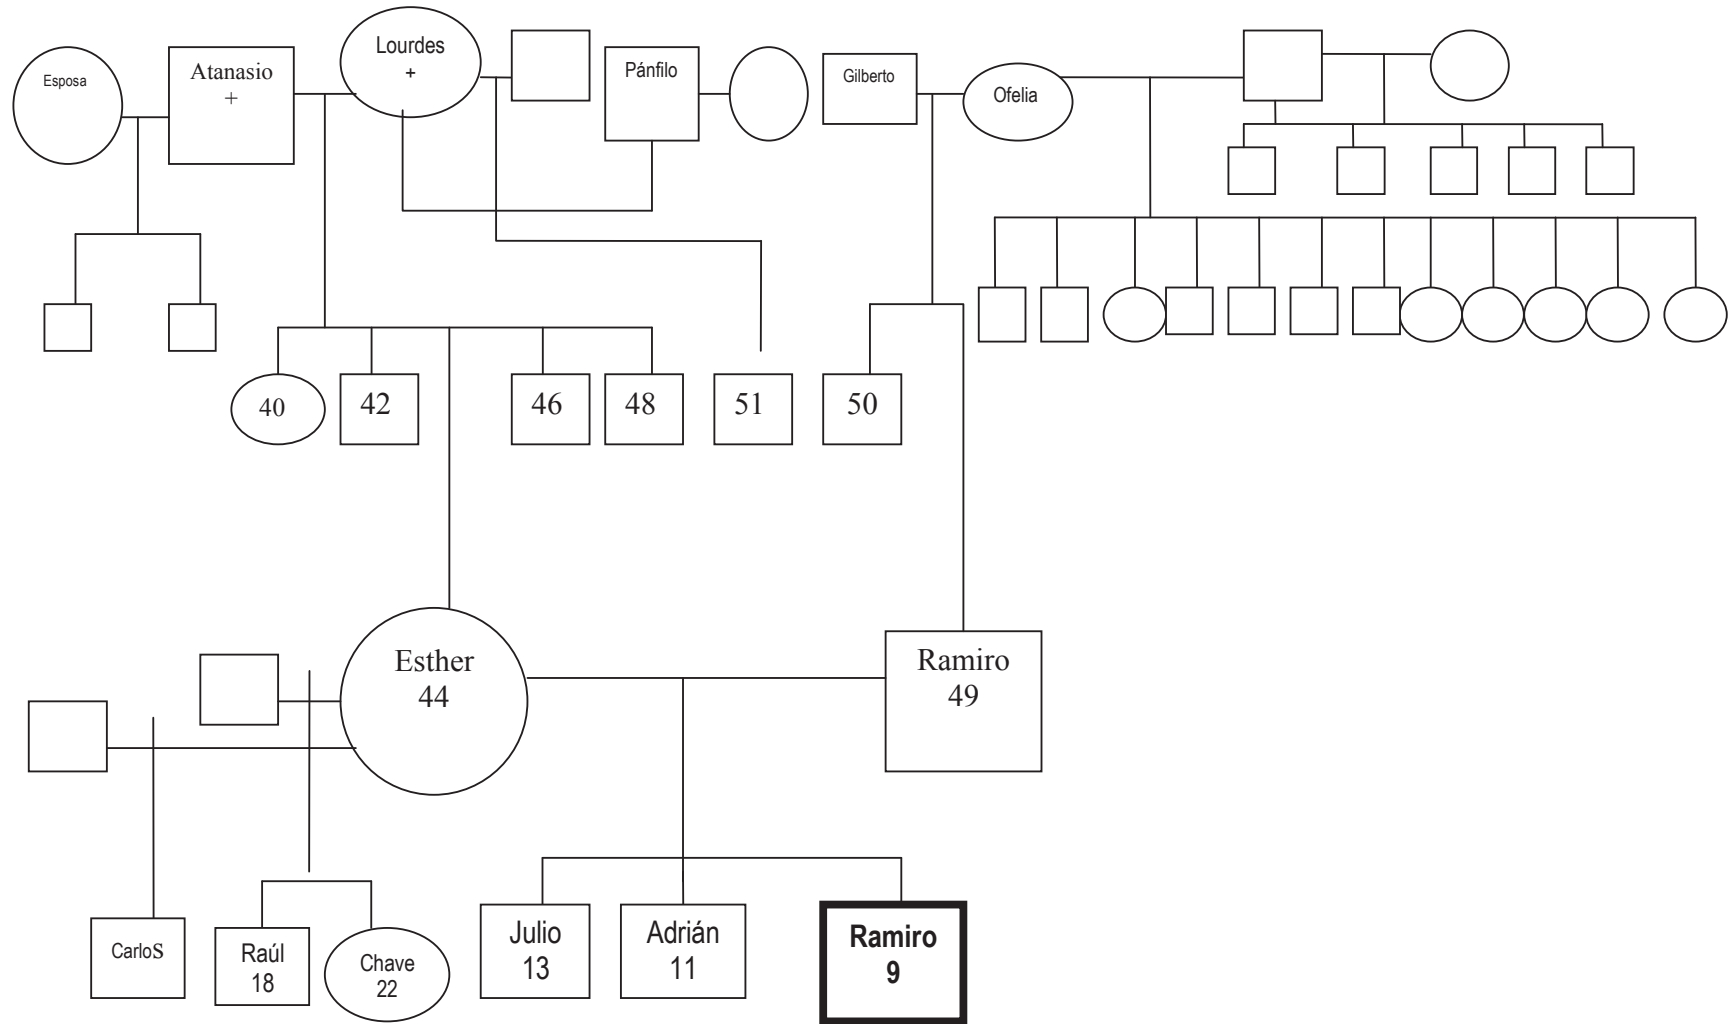 Esposa
Atanasio
+
Lourdes
+
Pánfilo
Gilberto
Ofelia
40
42
46
48
51
50
Esther
44
Ramiro
49
CarloS
Raúl
18
Chave
22
Julio
13
Adrián
11
Ramiro
9